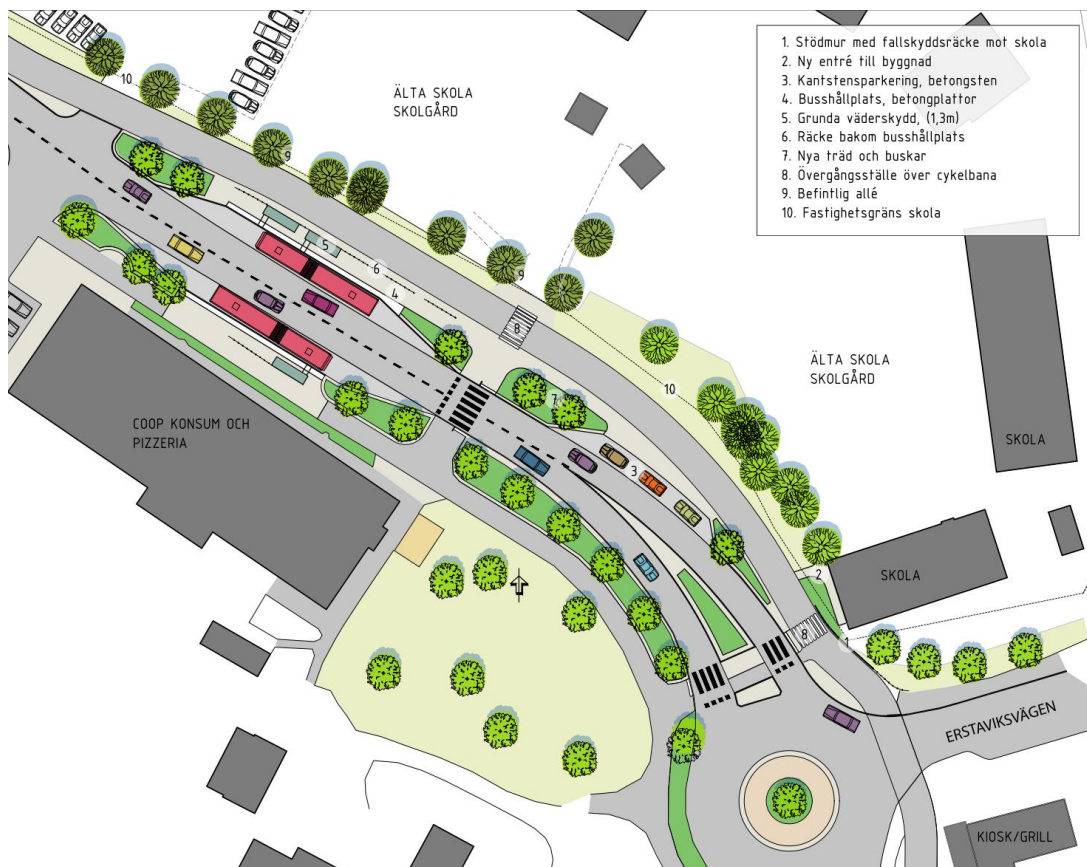 1. Stödmur med fallskyddsräcke mot skola
2. Ny entré till byggnad
3. Kantstensparkering, betongsten
4. Busshållplats, betongplattor
5. Grunda väderskydd, (1,3m)
6. Räcke bakom busshållplats
7. Nya träd och buskar
8. Övergångsställe över cykelbana
9. Befintlig allé
10. Fastighetsgräns skola
10
ÄLTA SKOLA
SKOLGÅRD
9
5
6
4
9
8
10
ÄLTA SKOLA
SKOLGÅRD
7
COOP KONSUM OCH
PIZZERIA
SKOLA
3
2
SKOLA
8
1
ERSTAVIKSVÄGEN
KIOSK/GRILL